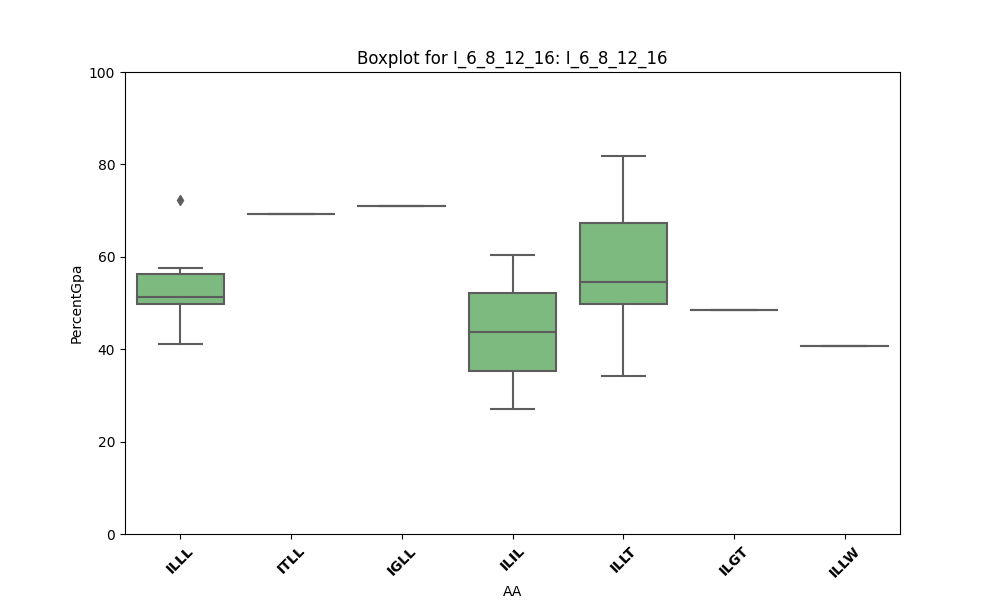 Boxplot for I_6_8_12_16: I_6_8_12_16
100
80
60
40
20
0
PercentGpa
ILLL
ITLL
IGLL
ILIL
ILLT
ILGT
ILLW
AA